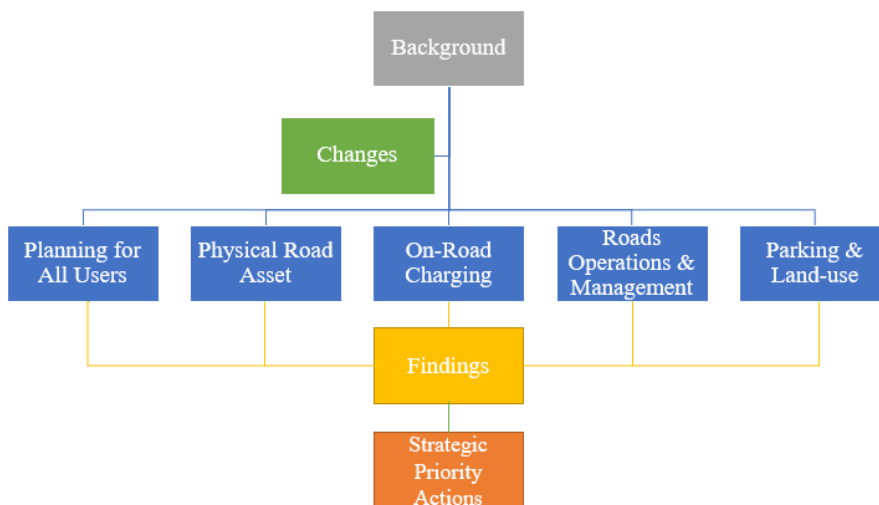 Background
Changes
Planning for
All Users
Physical Road
Asset
On-Road
Charging
Roads
Operations &
Management
Parking &
Land-use
Findings
Strategic
Priority
Actions